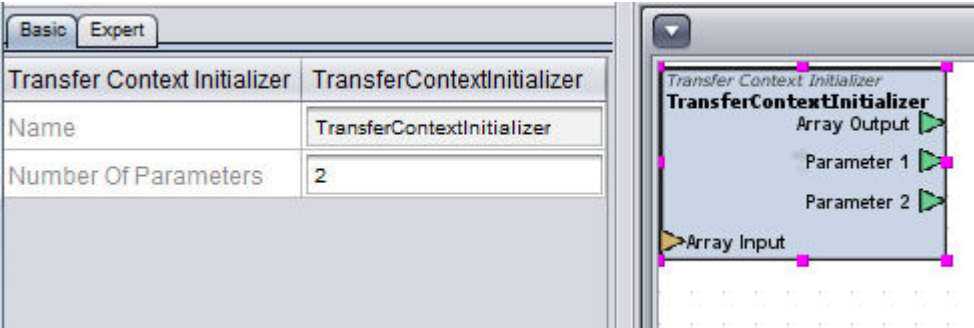 Basic Expert
Transfer Context Initializer TransferContextInitializer
Name TransferContextInitializer
Number Of Parameters 2
Transfer Context Initializer
TransferContextInitializer
Array Output
Parameter 1
Parameter 2
Array Input